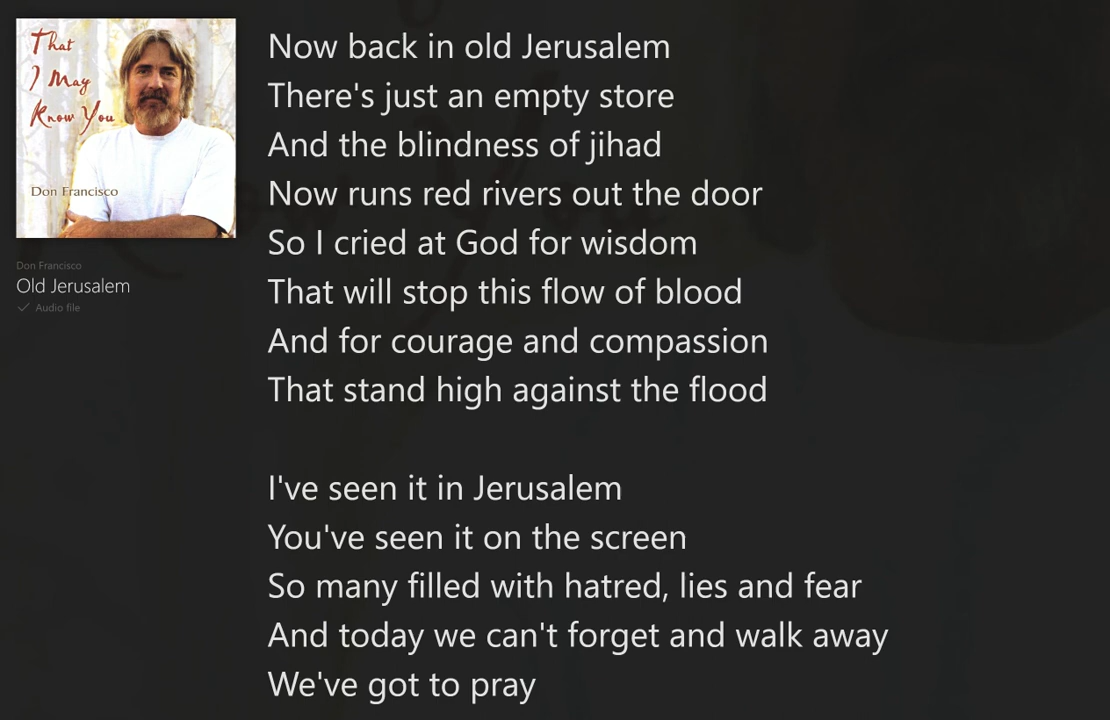 That
I May
Know You
Don Francisco
Don Francisco
Old Jerusalem
Audio file
Now back in old Jerusalem
There's just an empty store
And the blindness of jihad
Now runs red rivers out the door
So I cried at God for wisdom
That will stop this flow of blood
And for courage and compassion
That stand high against the flood
I've seen it in Jerusalem
You've seen it on the screen
So many filled with hatred, lies and fear
And today we can't forget and walk away
We've got to pray